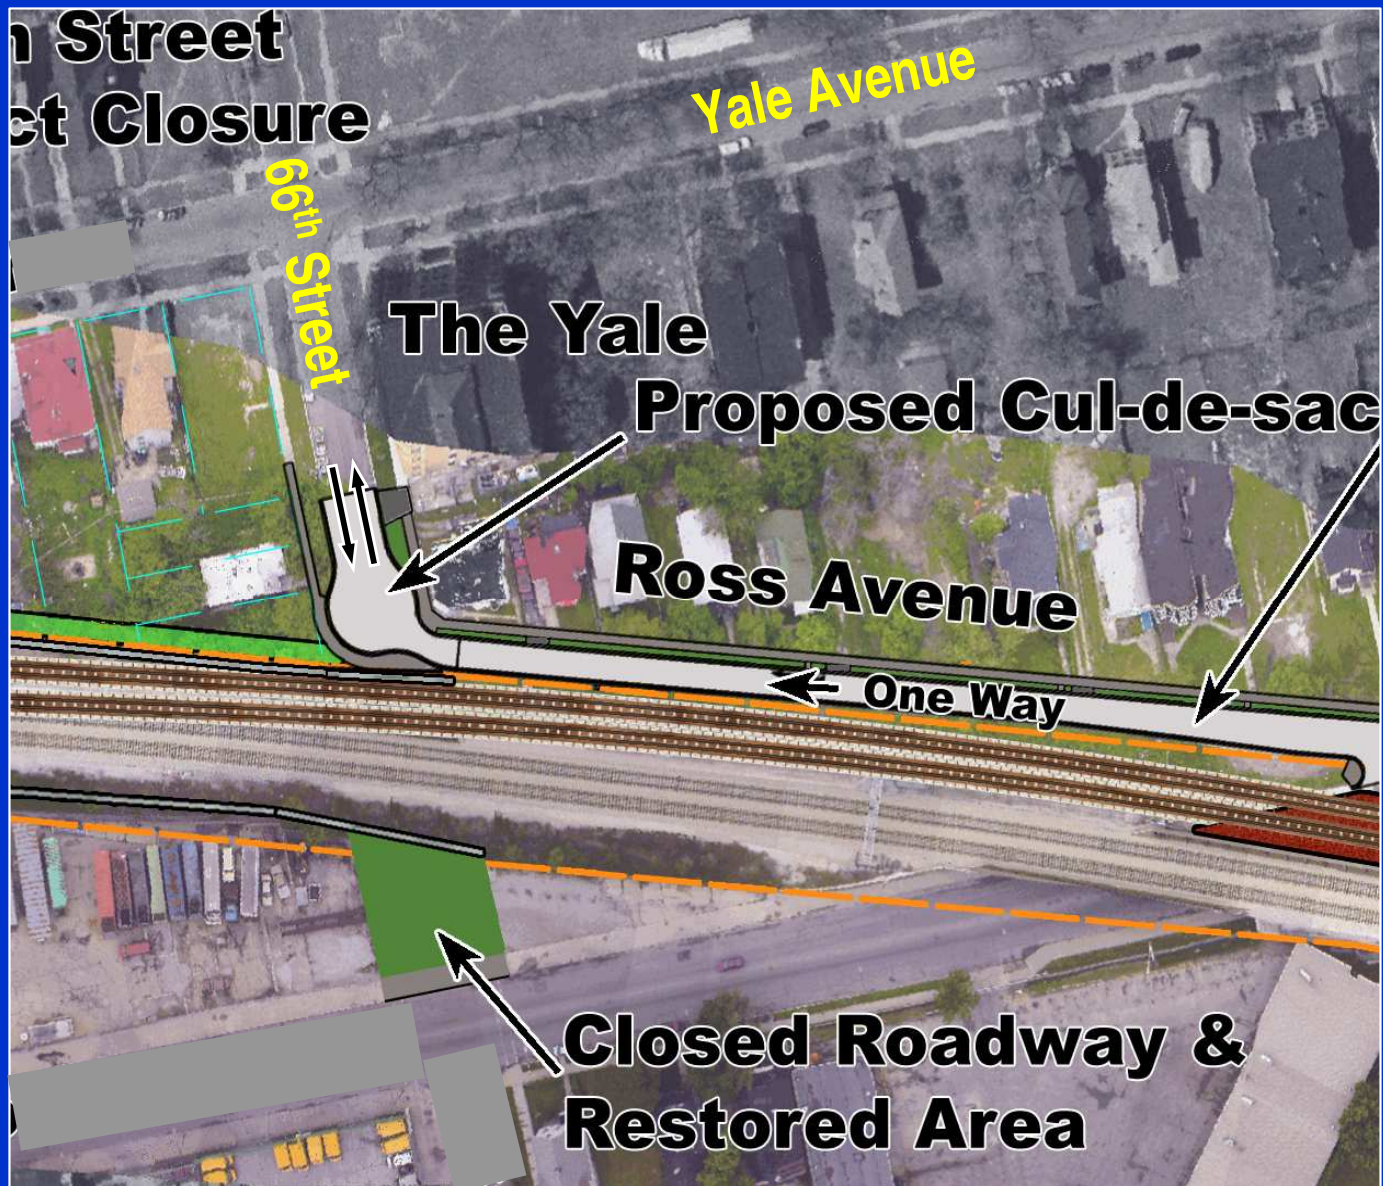 Street
Closure
Yale Avenue
66th Street
The Yale
Proposed Cul-de-sac
Ross Avenue
One Way
Closed Roadway &
Restored Area